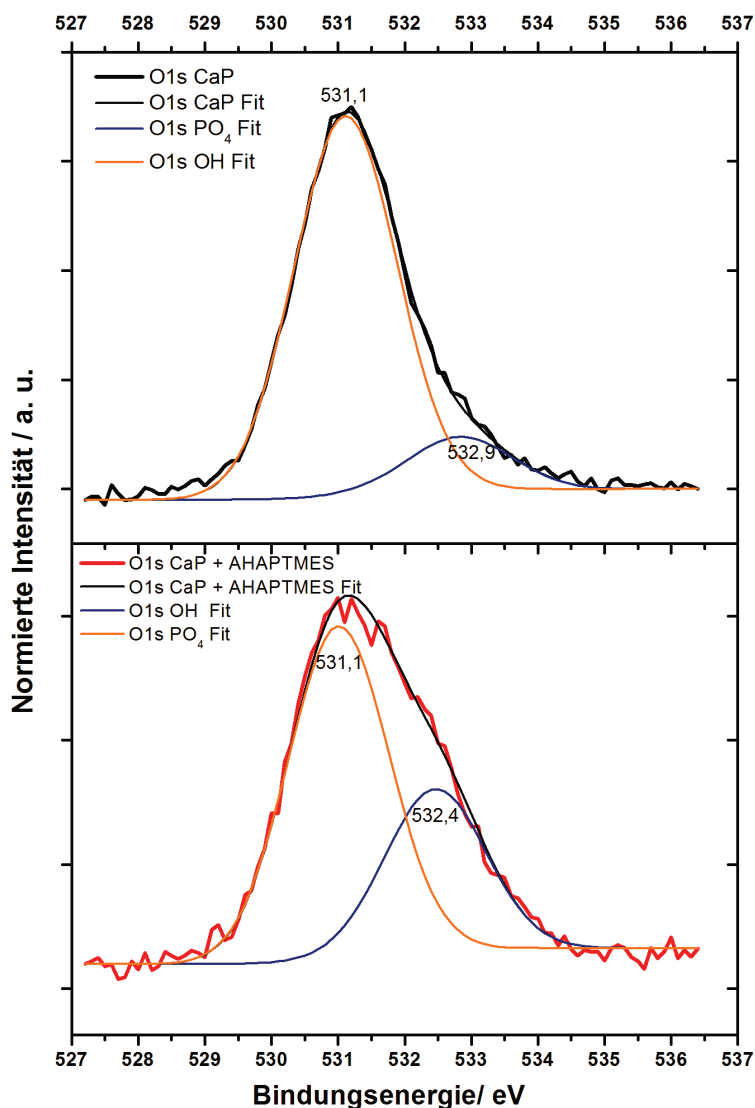 527 528 529 530 531 532 533 534 535 536 537
O1s CaP
O1s CaP Fit
O1s PO₄ Fit
O1s OH Fit
531,1
532,9
Normierte Intensität / a. u.
O1s CaP + AHAPTMES
O1s CaP + AHAPTMES Fit
O1s OH Fit
O1s PO₄ Fit
531,1
532,4
527 528 529 530 531 532 533 534 535 536 537
Bindungsenergie/ eV